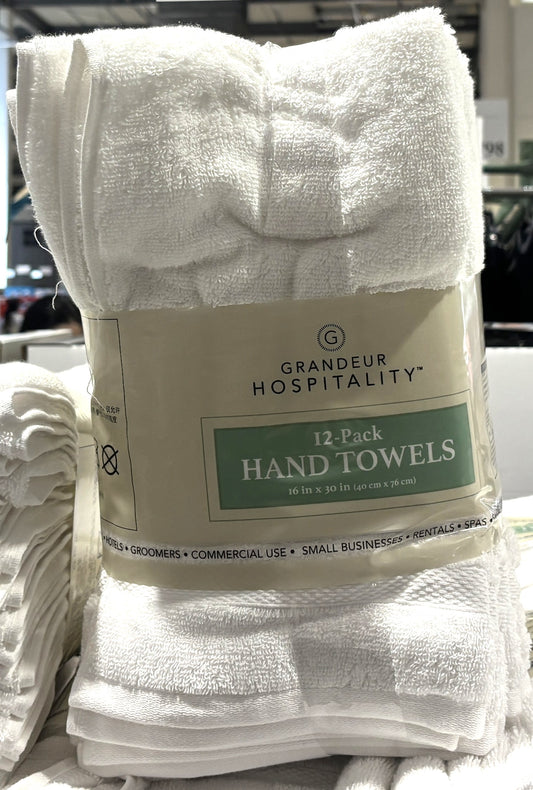 G
GRANDEUR
HOSPITALITY™
12-Pack
HAND TOWELS
16 in x 30 in (40 cm x 76 cm)
• HOTELS • GROOMERS • COMMERCIAL USE • SMALL BUSINESSES • RENTALS • SPAS •
98